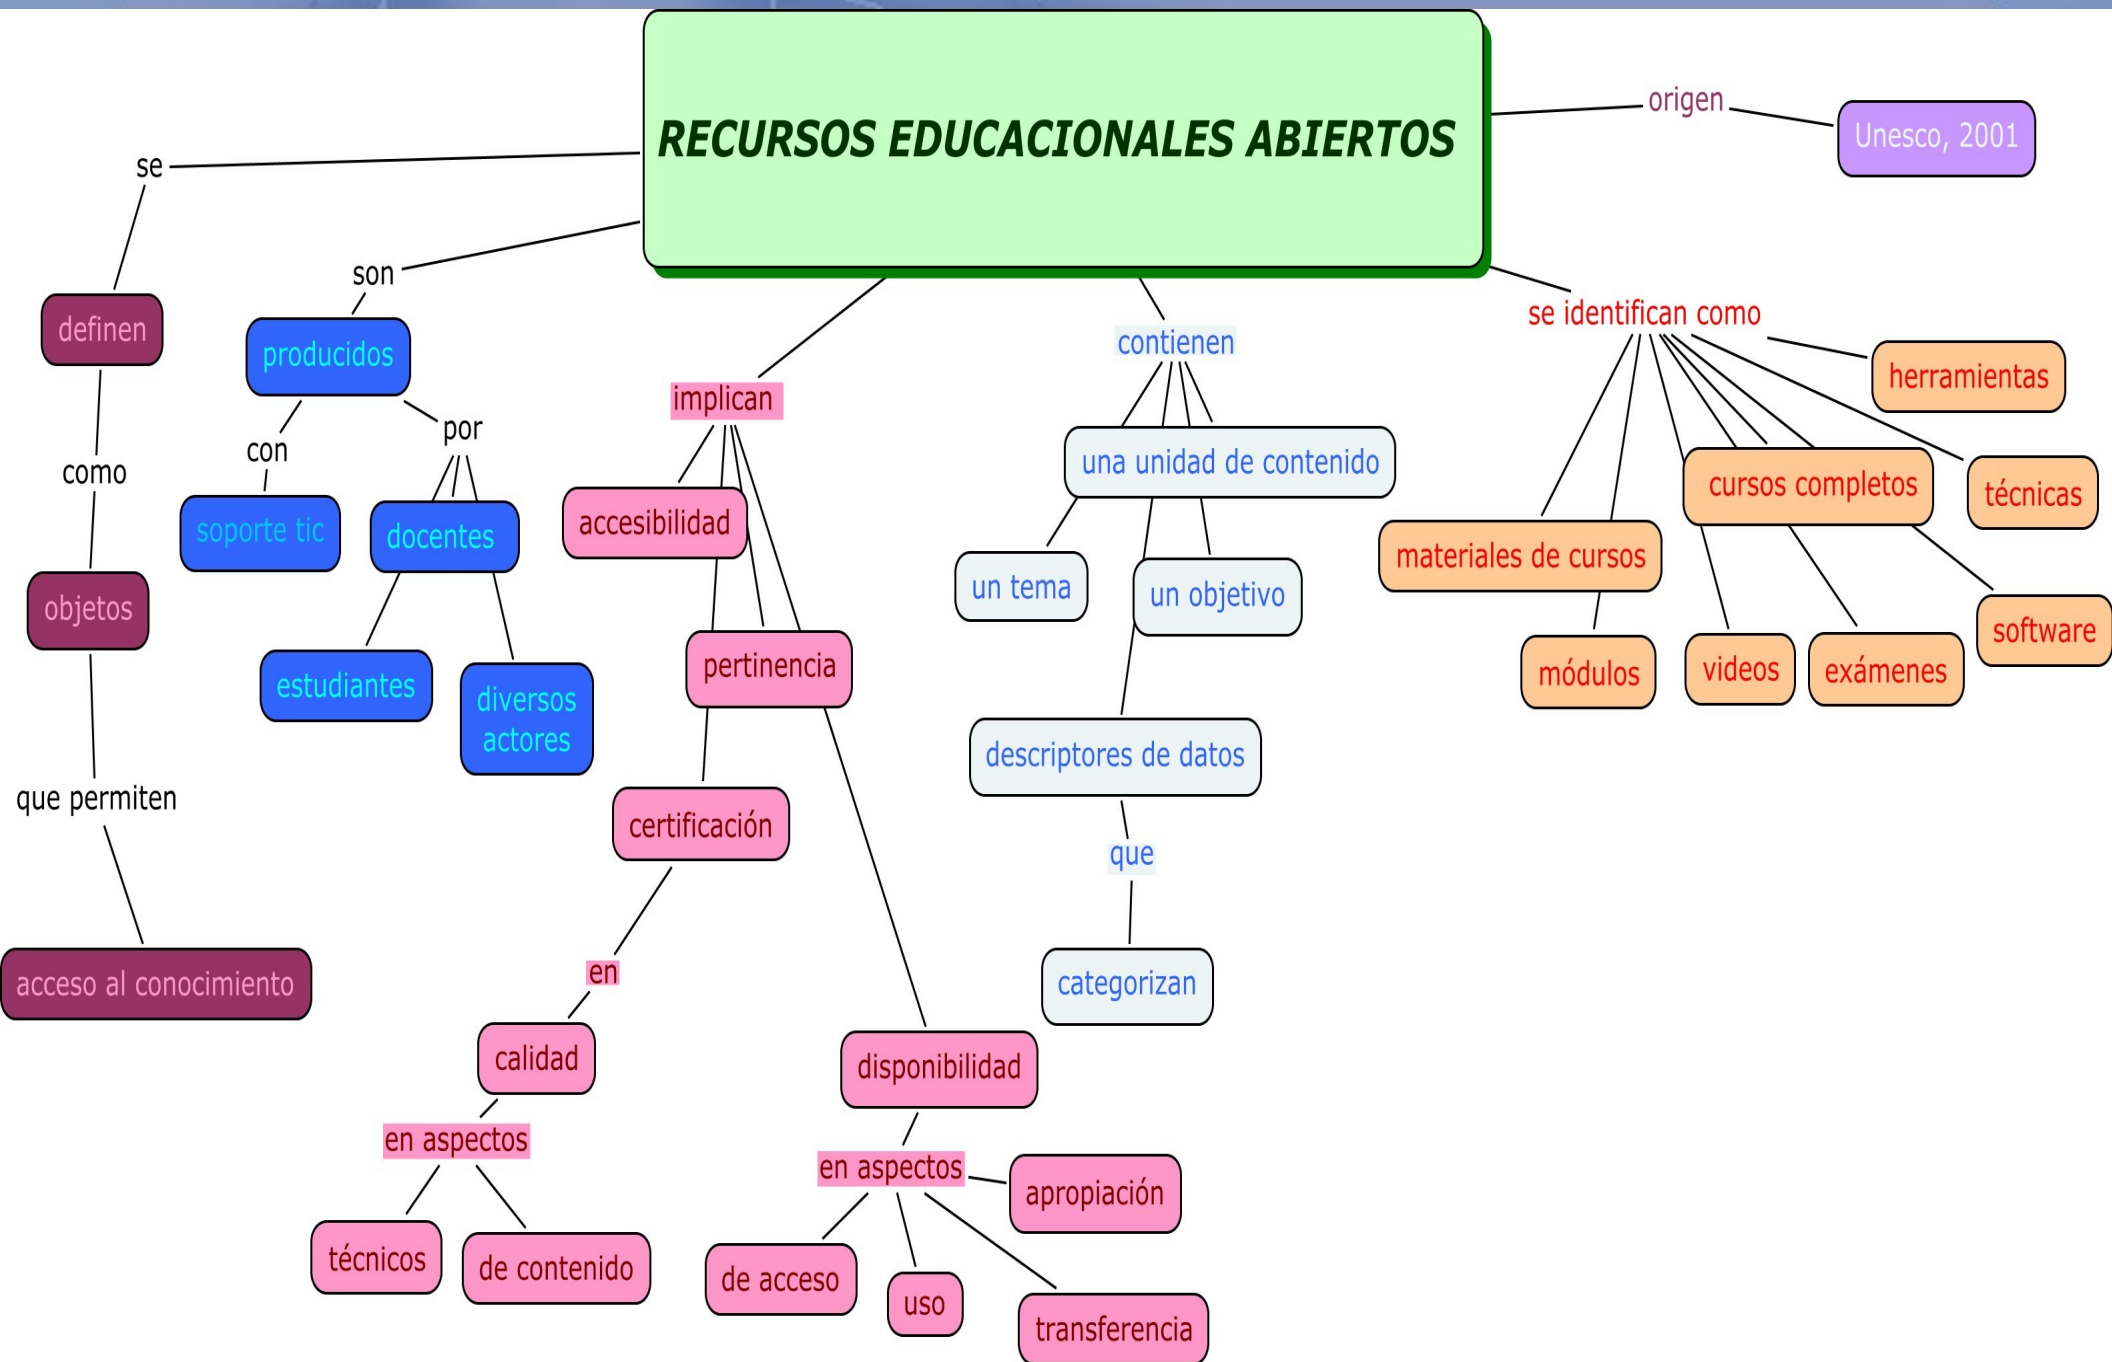 RECURSOS EDUCACIONALES ABIERTOS
origen
Unesco, 2001
se
definen
como
objetos
que permiten
acceso al conocimiento
son
producidos
con
soporte tic
por
docentes
estudiantes
diversos
actores
implican
accesibilidad
pertinencia
certificación
en
calidad
en aspectos
técnicos
de contenido
disponibilidad
en aspectos
apropiación
de acceso
uso
transferencia
contienen
una unidad de contenido
un tema
un objetivo
descriptores de datos
que
categorizan
se identifican como
herramientas
cursos completos
técnicas
materiales de cursos
software
módulos
videos
exámenes